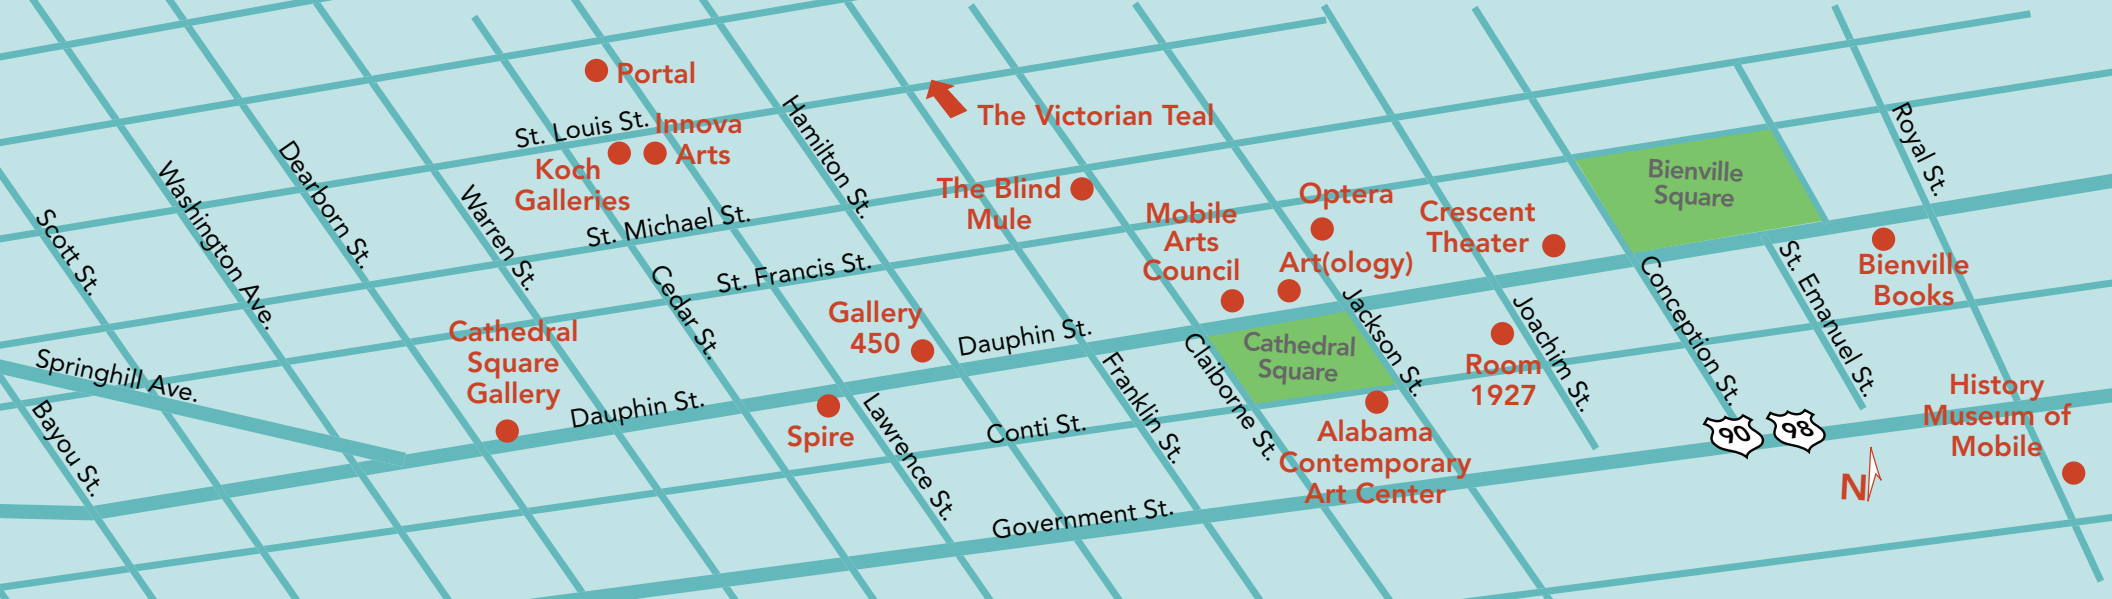 Portal
St. Louis St.
Innova
Arts
Koch
Galleries
Hamilton St.
The Victorian Teal
Royal St.
Bienville
Square
Dearborn St.
Washington Ave.
Warren St.
Scott St.
St. Michael St.
The Blind
Mule
Optera
Mobile
Arts
Council
Crescent
Theater
Art(ology)
St. Francis St.
Cedar St.
Conception St.
St. Emanuel St.
Bienville
Books
Gallery
450
Dauphin St.
Jackson St.
Joachim St.
Cathedral
Square
Gallery
Cathedral
Square
Claiborne St.
Franklin St.
Room
1927
Springhill Ave.
Bayou St.
Dauphin St.
Spire
Lawrence St.
Conti St.
Alabama
Contemporary
Art Center
90
98
History
Museum of
Mobile
N
Government St.